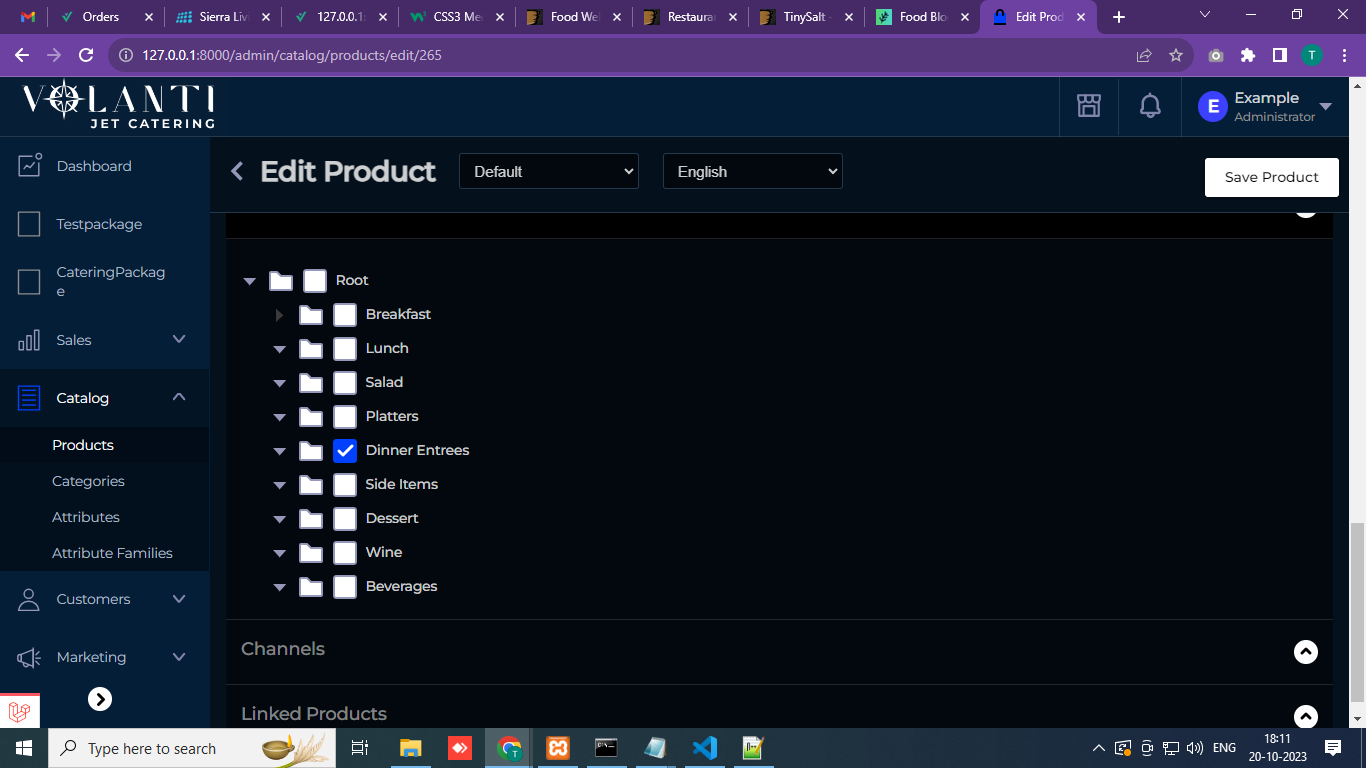 Orders
Sierra Livi
127.0.0.1:
CSS3 Me
Food We
Restaura
TinySalt -
Food Blo
Edit Prod
127.0.0.1:8000/admin/catalog/products/edit/265
T
VOLANTI
JET CATERING
E
Example
Administrator
Edit Product
Default
English
Save Product
Dashboard
Testpackage
CateringPackag
e
Sales
Catalog
Products
Categories
Attributes
Attribute Families
Customers
Marketing
Root
Breakfast
Lunch
Salad
Platters
Dinner Entrees
Side Items
Dessert
Wine
Beverages
Channels
Linked Products
Type here to search
ENG
18:11
20-10-2023